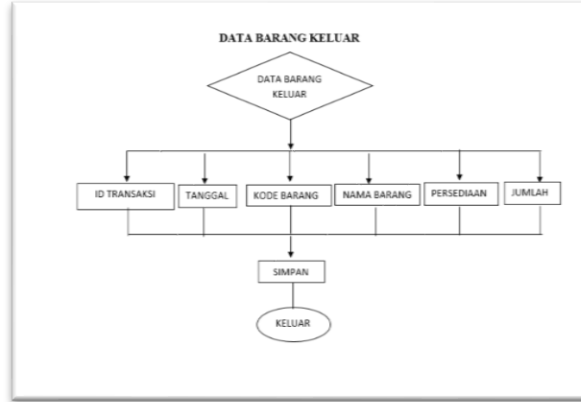 DATA BARANG KELUAR
DATA BARANG
KELUAR
ID TRANSAKSI
TANGGAL
KODE BARANG
NAMA BARANG
PERSEDIAAN
JUMLAH
SIMPAN
KELUAR